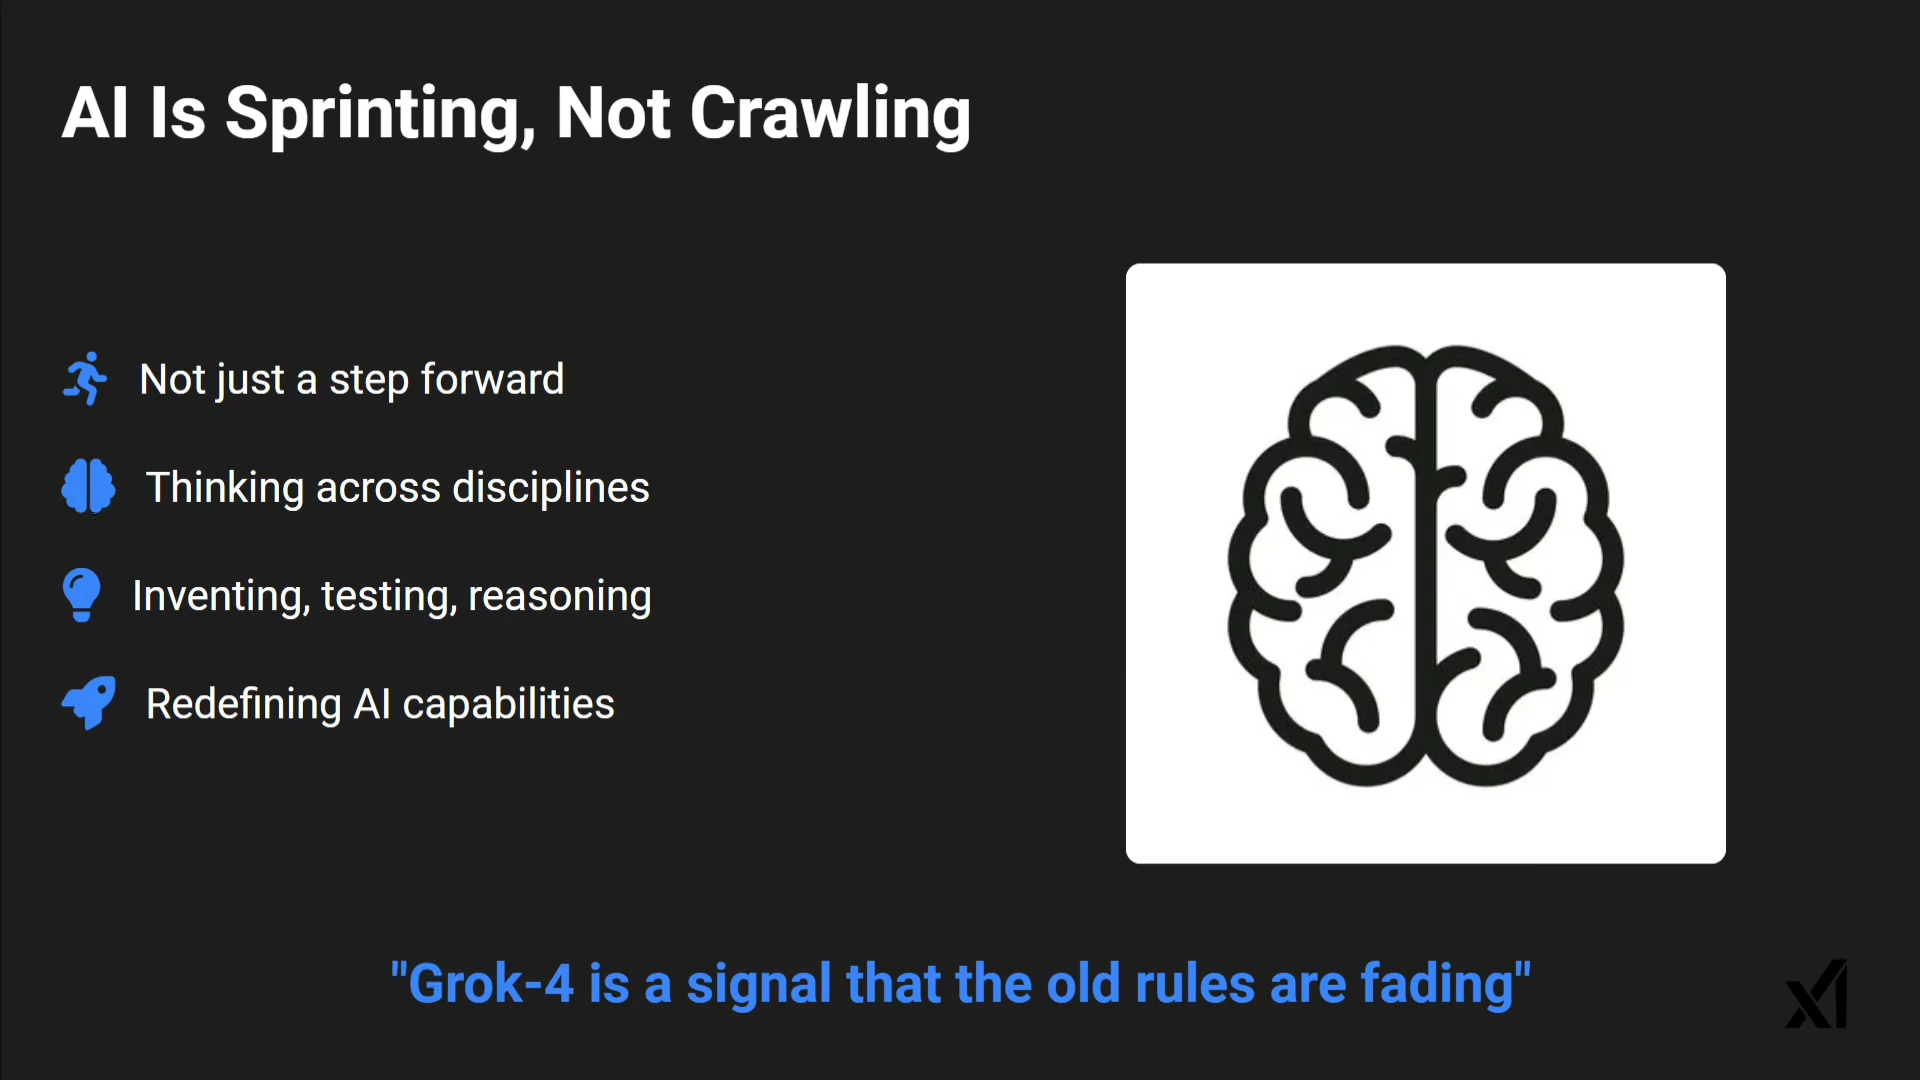 AI Is Sprinting, Not Crawling
Not just a step forward
Thinking across disciplines
Inventing, testing, reasoning
Redefining AI capabilities
"Grok-4 is a signal that the old rules are fading"
xAI